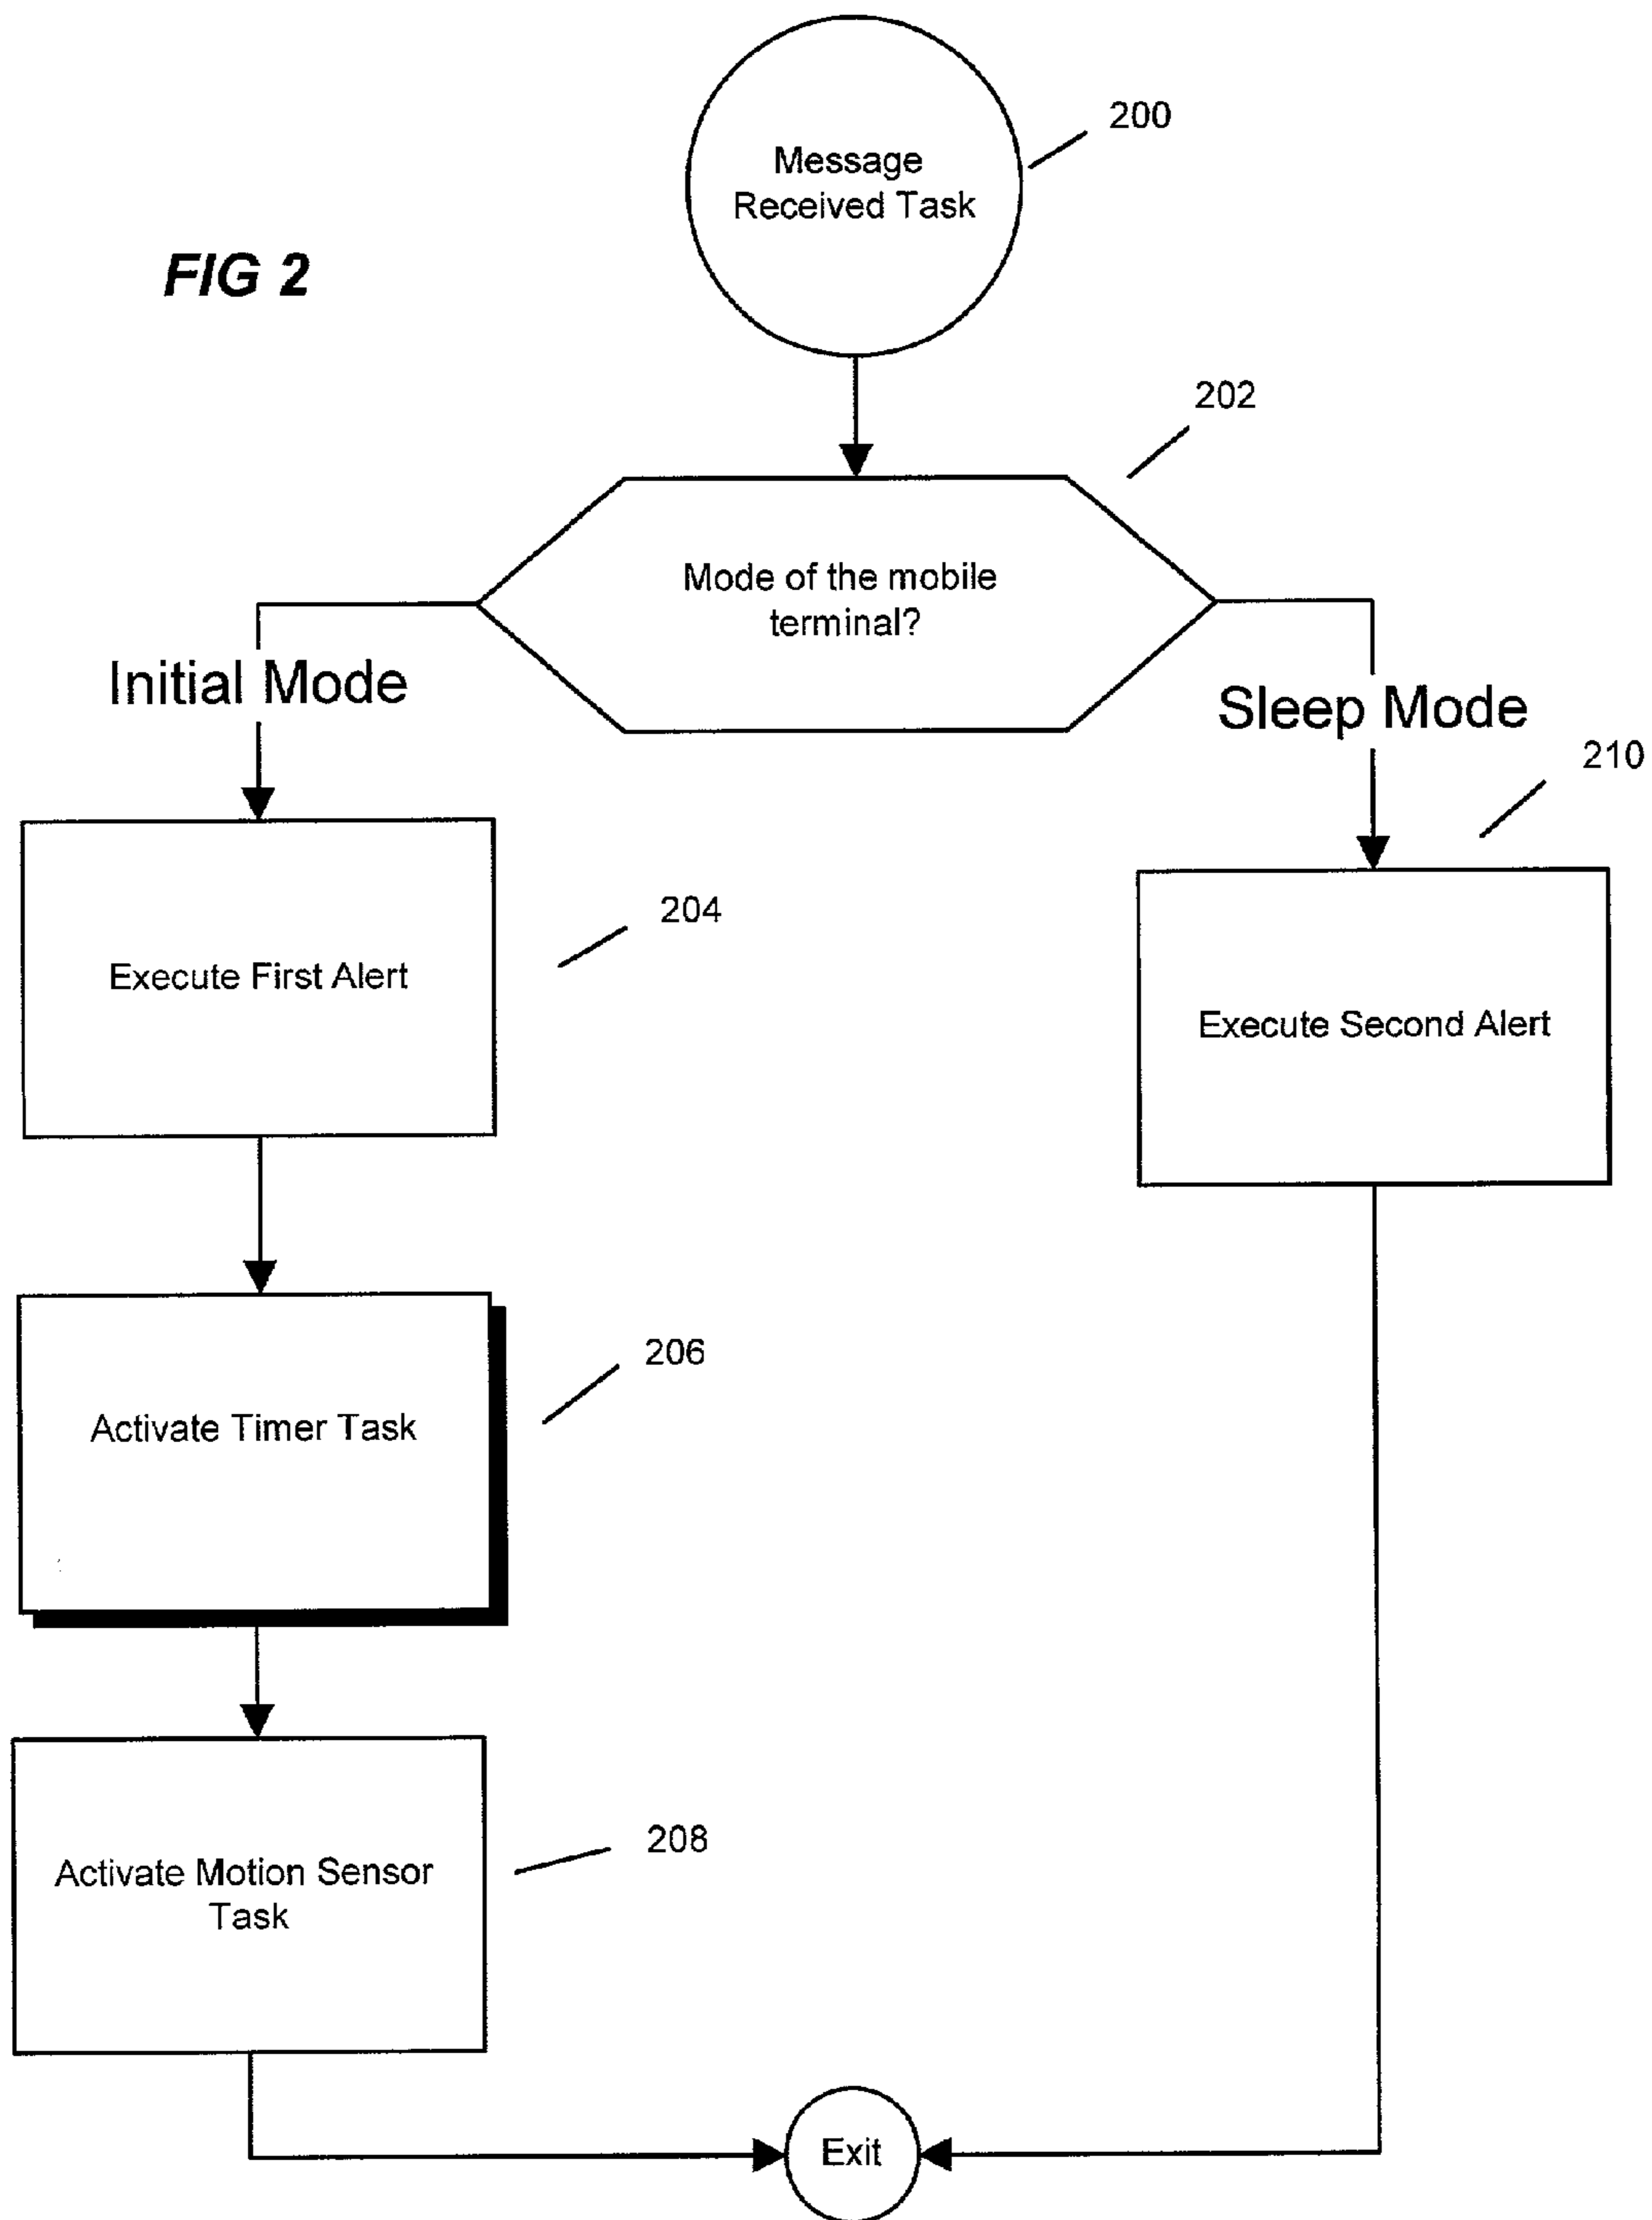 200
Message
Received Task
FIG 2
202
Mode of the mobile
terminal?
Initial Mode
Sleep Mode
210
204
Execute First Alert
Execute Second Alert
206
Activate Timer Task
208
Activate Motion Sensor
Task
Exit